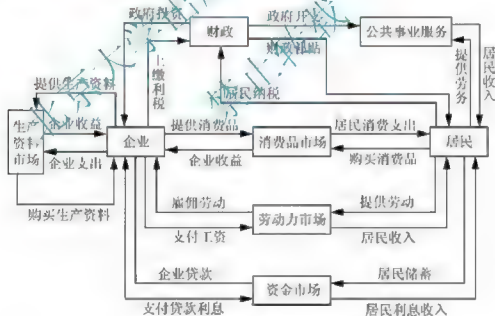 政府投资
财政
政府开支
公共事业服务
财政补贴
上缴利税
居民纳税
提供劳务
居民收入
提供生产资料
生产资料市场
企业收益
企业支出
购买生产资料
企业
提供消费品
企业收益
消费品市场
居民消费支出
购买消费品
居民
雇佣劳动
支付工资
劳动力市场
提供劳动
居民收入
企业贷款
支付贷款利息
资金市场
居民储蓄
居民利息收入